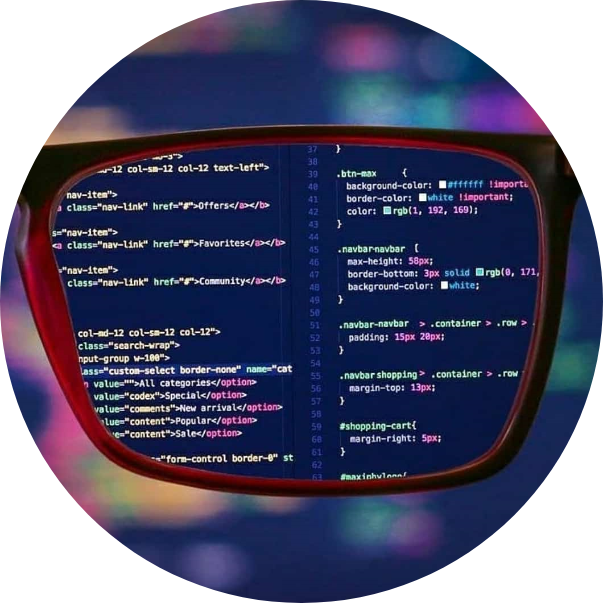 col-12 col-sm-12 col-12 text-left">
nav-item">
class="nav-link" href="#">Offers</a></b>
s="nav-item">
<a class="nav-link" href="#">Favorites</a></b>
nav-item">
class="nav-link" href="#">Community</a></b>
col-md-12 col-sm-12 col-12">
class="search-wrap">
nput-group w-100">
ass="custom-select border-none" name="cat
value="">All categories</option>
value="codex">Special</option>
value="comments">New arrival</option>
value="content">Popular</option>
value="content">Sale</option>
="form-control border-0" st
37 }
38
39 .btn-max {
40 background-color: #ffffff !importa
41 border-color: white !important;
42 color: rgb(1, 192, 169);
43 }
44
45 .navbar-navbar {
46 max-height: 58px;
47 border-bottom: 3px solid rgb(0, 171,
48 background-color: white;
49 }
50
51 .navbar-navbar > .container > .row >
52 padding: 15px 20px;
53 }
54
55 .navbar shopping > .container > .row
56 margin-top: 13px;
57 }
58
59 #shopping-cart{
60 margin-right: 5px;
61 }
62
63 #maxiphylogo{